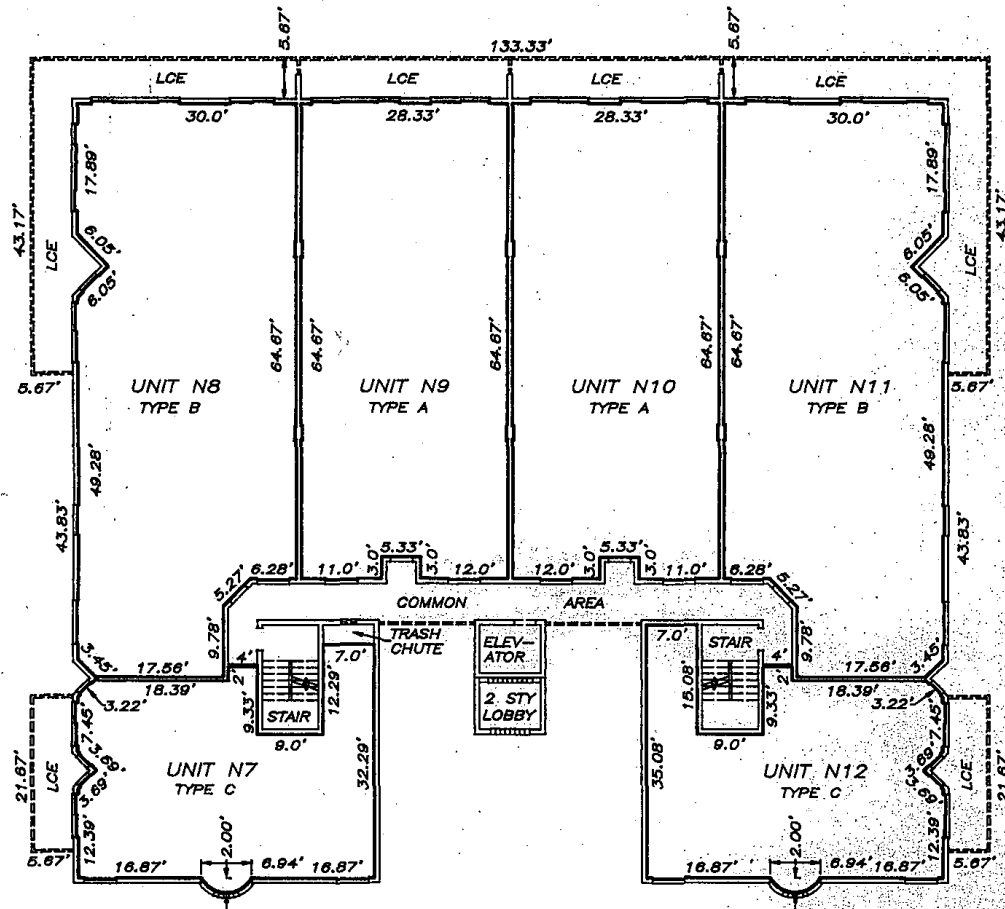 5.67'
133.33'
5.67'
LCE
LCE
LCE
LCE
30.0'
28.33'
28.33'
30.0'
17.89'
17.89'
43.17'
43.17'
LCE
LCE
6.05'
6.05'
6.05'
6.05'
64.67'
64.67'
64.67'
64.67'
64.67'
5.67'
5.67'
UNIT N8
TYPE B
UNIT N9
TYPE A
UNIT N10
TYPE A
UNIT N11
TYPE B
49.28'
49.28'
43.83'
43.83'
5.33'
5.33'
3.0'
3.0'
3.0'
3.0'
6.28'
11.0'
12.0'
12.0'
11.0'
6.28'
5.27'
5.27'
COMMON
AREA
9.78'
9.78'
TRASH
CHUTE
ELEV-
ATOR
7.0'
STAIR
7.0'
3.45'
3.45'
17.56'
18.39'
4'
2'
4'
2'
17.56'
18.39'
3.22'
3.22'
9.33'
STAIR
12.29'
2 STY
LOBBY
15.08'
9.33'
9.0'
9.0'
7.45'
7.45'
3.69'
3.69'
3.69'
3.69'
21.67'
LCE
LCE
21.67'
UNIT N7
TYPE C
UNIT N12
TYPE C
32.29'
35.08'
12.39'
12.39'
5.67'
5.67'
16.87'
2.00'
6.94'
16.87'
16.87'
2.00'
6.94'
16.87'